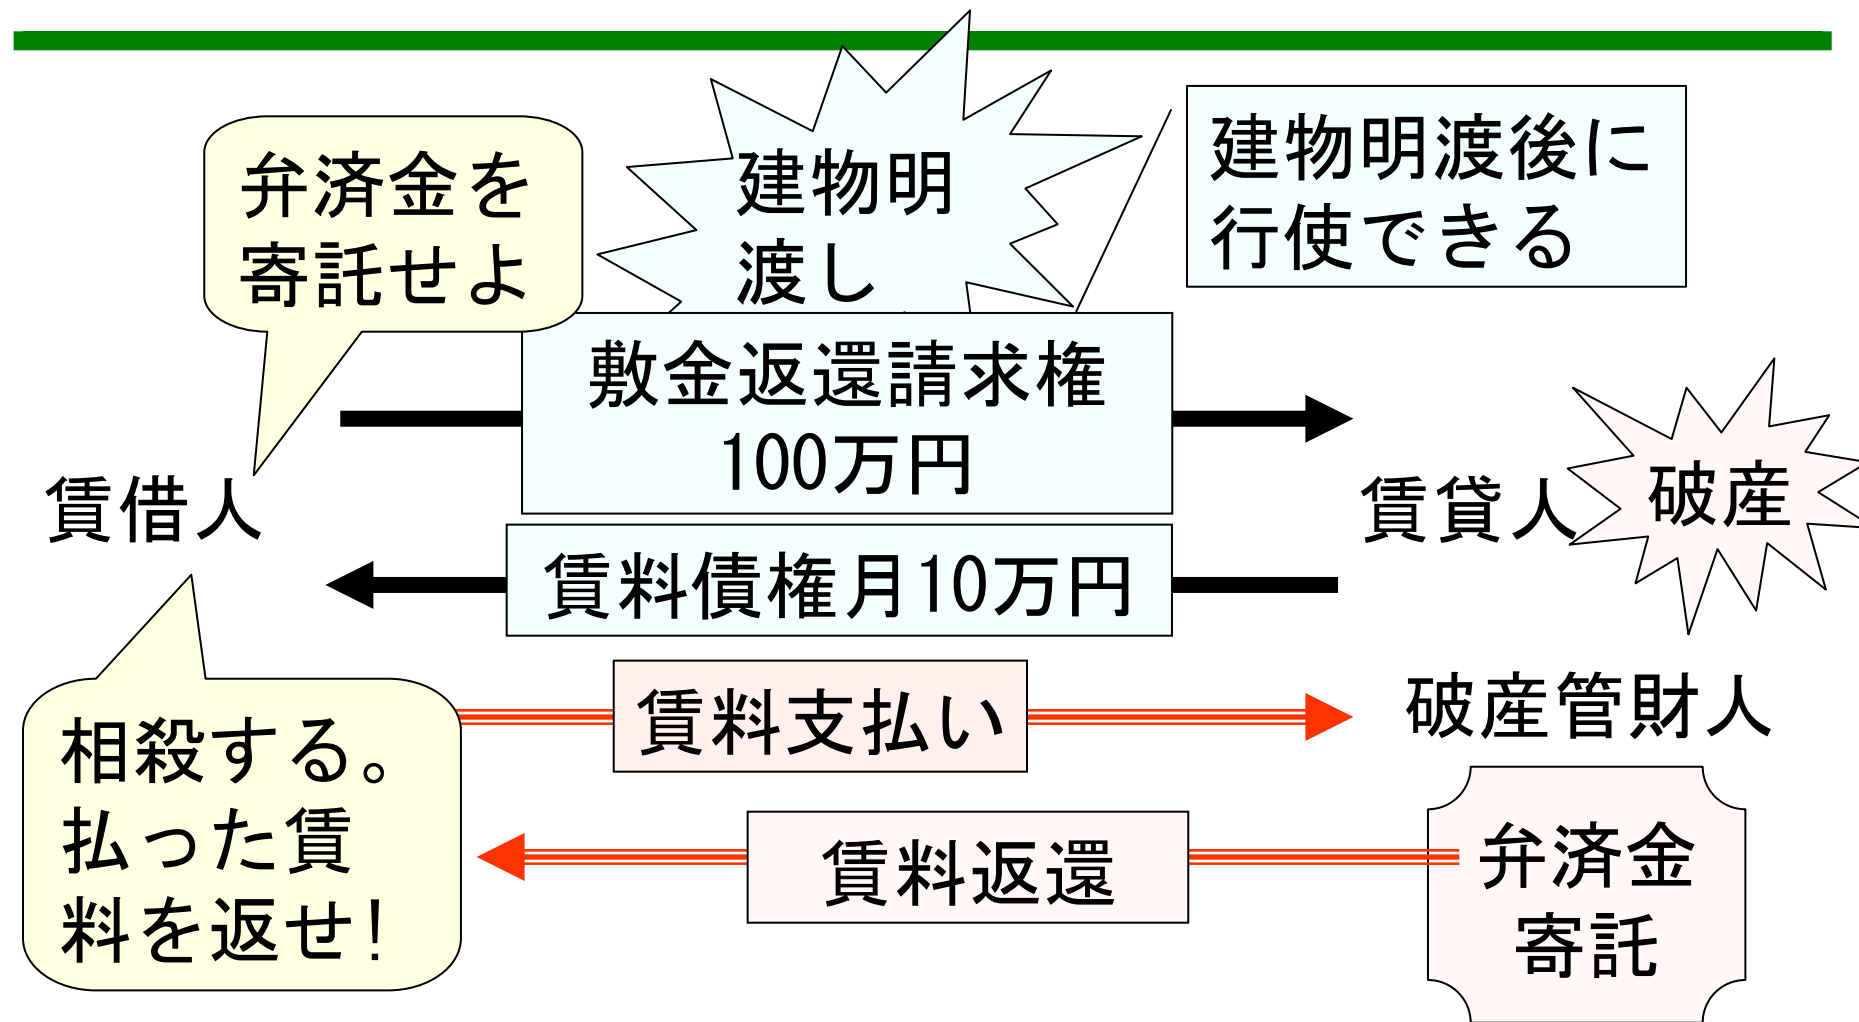 弁済金を
寄託せよ
建物明
渡し
建物明渡後に
行使できる
敷金返還請求権
100万円
賃借人
賃貸人
破産
賃料債権月10万円
賃料支払い
破産管財人
相殺する。
払った賃
料を返せ!
賃料返還
弁済金
寄託